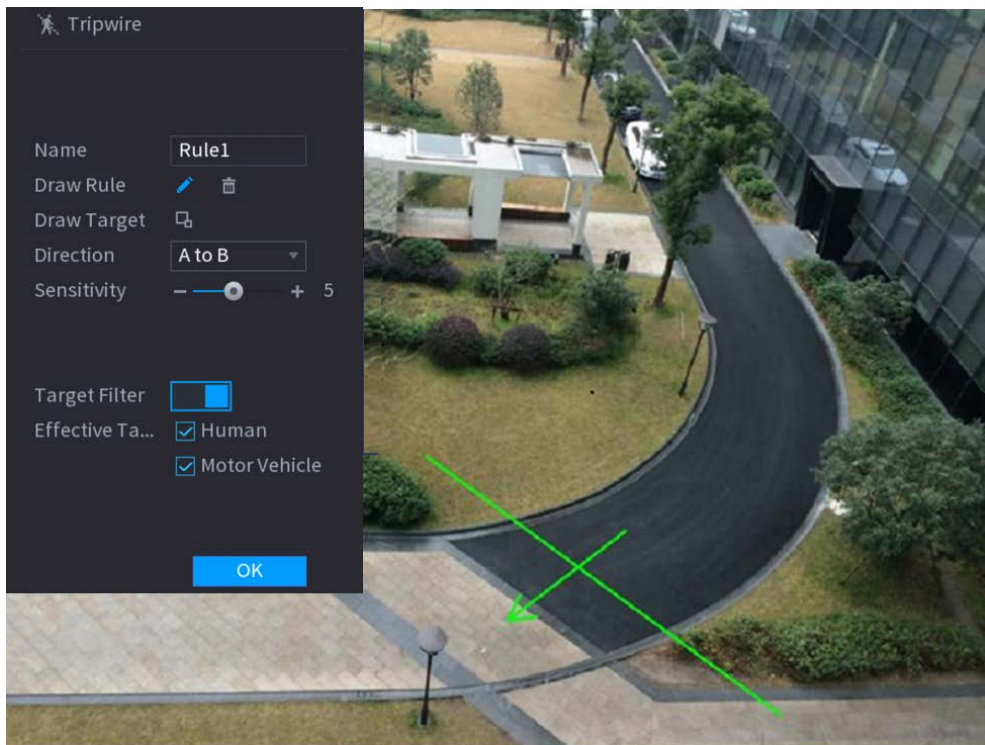 Tripwire
Name Rule1
Draw Rule
Draw Target
Direction A to B
Sensitivity - + 5
Target Filter
Effective Ta... Human
Motor Vehicle
OK